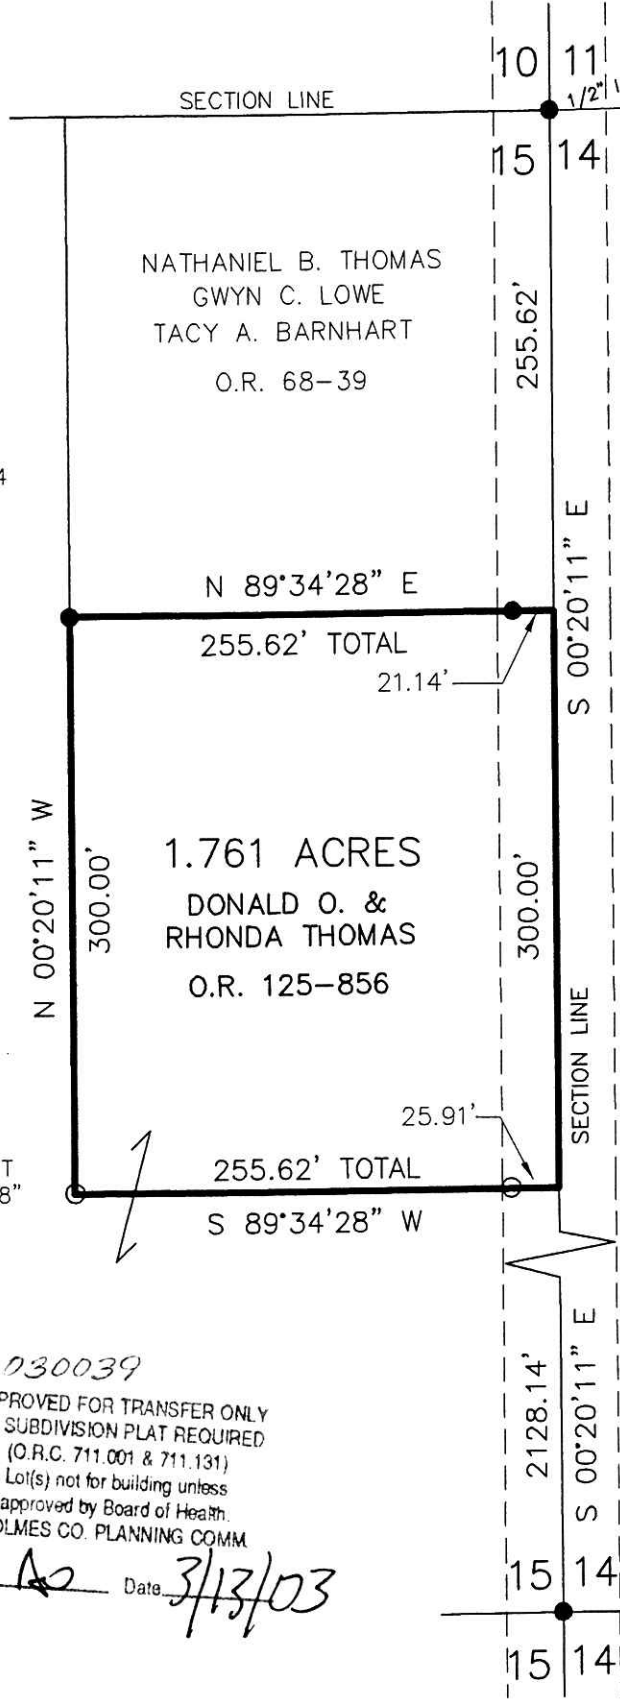 10 11
SECTION LINE
1/2"
15 14
NATHANIEL B. THOMAS
GWYN C. LOWE
TACY A. BARNHART
O.R. 68-39
255.62'
4
S 00°20'11" E
N 89°34'28" E
255.62' TOTAL
21.14'
N 00°20'11" W
300.00'
1.761 ACRES
DONALD O. &
RHONDA THOMAS
O.R. 125-856
300.00'
SECTION LINE
25.91'
T
8"
255.62' TOTAL
S 89°34'28" W
2128.14'
S 00°20'11" E
030039
PROVED FOR TRANSFER ONLY
SUBDIVISION PLAT REQUIRED
(O.R.C. 711.001 & 711.131)
Lot(s) not for building unless
approved by Board of Health.
OLMES CO. PLANNING COMM
Date 3/13/03
15 14
15 14